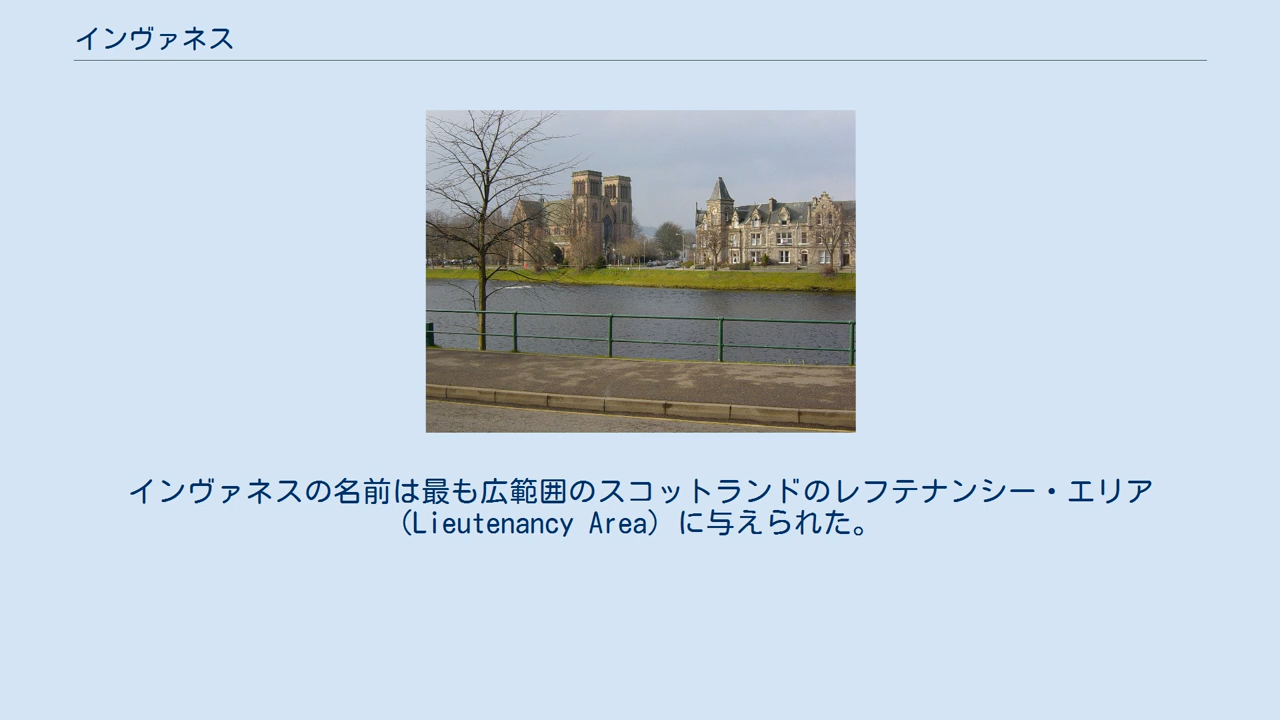 インヴァネス
インヴァネスの名前は最も広範囲のスコットランドのレフテナンシー・エリア
(Lieutenancy Area) に与えられた。